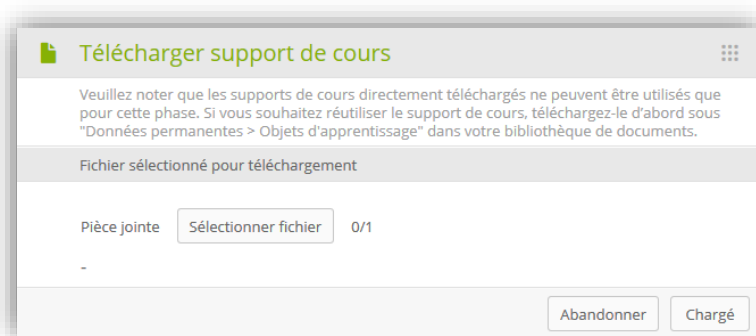 Télécharger support de cours
Veuillez noter que les supports de cours directement téléchargés ne peuvent être utilisés que
pour cette phase. Si vous souhaitez réutiliser le support de cours, téléchargez-le d'abord sous
"Données permanentes > Objets d'apprentissage" dans votre bibliothèque de documents.
Fichier sélectionné pour téléchargement
Pièce jointe Sélectionner fichier 0/1
-
Abandonner Chargé